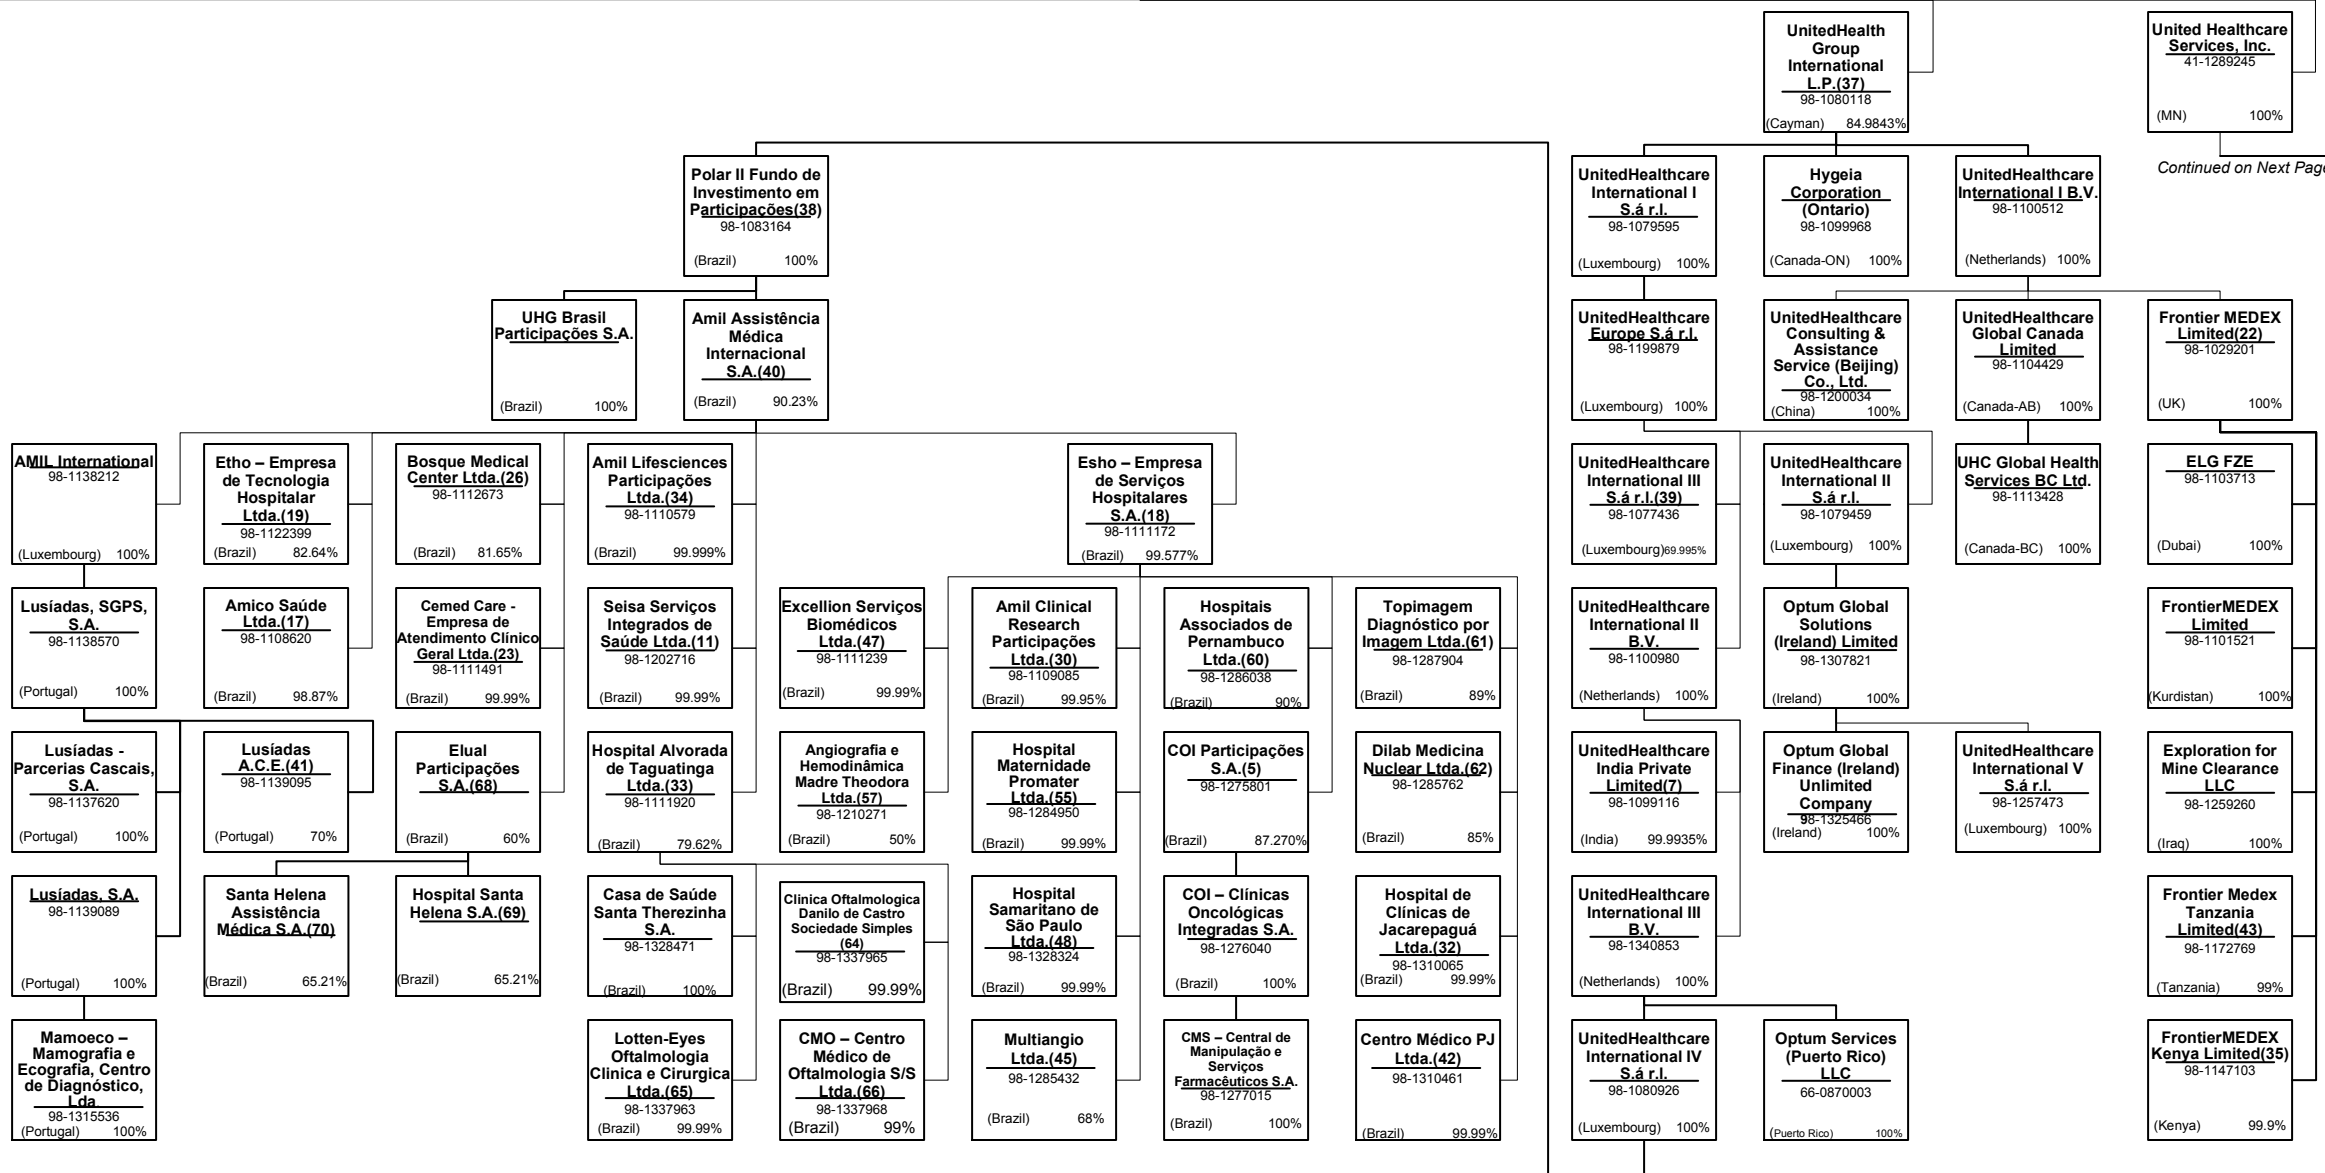 UnitedHealth
Group
International
L.P.(37)
98-1080118
(Cayman) 84.9843%
United Healthcare
Services, Inc.
41-1289245
(MN) 100%
Continued on Next Pag
Polar II Fundo de
Investimento em
Participações(38)
98-1083164
(Brazil) 100%
UnitedHealthcare
International I
S.á r.l.
98-1079595
(Luxembourg) 100%
Hygeia
Corporation
(Ontario)
98-1099968
(Canada-ON) 100%
UnitedHealthcare
International I B.V.
98-1100512
(Netherlands) 100%
UHG Brasil
Participações S.A.
(Brazil) 100%
Amil Assistência
Médica
Internacional
S.A.(40)
(Brazil) 90.23%
UnitedHealthcare
Europe S.á r.l.
98-1199879
(Luxembourg) 100%
UnitedHealthcare
Consulting &
Assistance
Service (Beijing)
Co., Ltd.
98-1200034
(China) 100%
UnitedHealthcare
Global Canada
Limited
98-1104429
(Canada-AB) 100%
Frontier MEDEX
Limited(22)
98-1029201
(UK) 100%
AMIL International
98-1138212
(Luxembourg) 100%
Etho – Empresa
de Tecnologia
Hospitalar
Ltda.(19)
98-1122399
(Brazil) 82.64%
Bosque Medical
Center Ltda.(26)
98-1112673
(Brazil) 81.65%
Amil Lifesciences
Participações
Ltda.(34)
98-1110579
(Brazil) 99.999%
Esho – Empresa
de Serviços
Hospitalares
S.A.(18)
98-1111172
(Brazil) 99.577%
UnitedHealthcare
International III
S.á r.l.(39)
98-1077436
(Luxembourg)69.995%
UnitedHealthcare
International II
S.á r.l.
98-1079459
(Luxembourg) 100%
UHC Global Health
Services BC Ltd.
98-1113428
(Canada-BC) 100%
ELG FZE
98-1103713
(Dubai) 100%
Lusíadas, SGPS,
S.A.
98-1138570
(Portugal) 100%
Amico Saúde
Ltda.(17)
98-1108620
(Brazil) 98.87%
Cemed Care -
Empresa de
Atendimento Clínico
Geral Ltda.(23)
98-1111491
(Brazil) 99.99%
Seisa Serviços
Integrados de
Saúde Ltda.(11)
98-1202716
(Brazil) 99.99%
Excellion Serviços
Biomédicos
Ltda.(47)
98-1111239
(Brazil) 99.99%
Amil Clinical
Research
Participações
Ltda.(30)
98-1109085
(Brazil) 99.95%
Hospitais
Associados de
Pernambuco
Ltda.(60)
98-1286038
(Brazil) 90%
Topimagem
Diagnóstico por
Imagem Ltda.(61)
98-1287904
(Brazil) 89%
UnitedHealthcare
International II
B.V.
98-1100980
(Netherlands) 100%
Optum Global
Solutions
(Ireland) Limited
98-1307821
(Ireland) 100%
FrontierMEDEX
Limited
98-1101521
(Kurdistan) 100%
Lusíadas -
Parcerias Cascais,
S.A.
98-1137620
(Portugal) 100%
Lusíadas
A.C.E.(41)
98-1139095
(Portugal) 70%
Elual
Participações
S.A.(68)
(Brazil) 60%
Hospital Alvorada
de Taguatinga
Ltda.(33)
98-1111920
(Brazil) 79.62%
Angiografia e
Hemodinâmica
Madre Theodora
Ltda.(57)
98-1210271
(Brazil) 50%
Hospital
Maternidade
Promater
Ltda.(55)
98-1284950
(Brazil) 99.99%
COI Participações
S.A.(5)
98-1275801
(Brazil) 87.270%
Dilab Medicina
Nuclear Ltda.(62)
98-1285762
(Brazil) 85%
UnitedHealthcare
India Private
Limited(7)
98-1099116
(India) 99.9935%
Optum Global
Finance (Ireland)
Unlimited
Company
98-1325466
(Ireland) 100%
UnitedHealthcare
International V
S.á r.l.
98-1257473
(Luxembourg) 100%
Exploration for
Mine Clearance
LLC
98-1259260
(Iraq) 100%
Lusíadas, S.A.
98-1139089
(Portugal) 100%
Santa Helena
Assistência
Médica S.A.(70)
(Brazil) 65.21%
Hospital Santa
Helena S.A.(69)
(Brazil) 65.21%
Casa de Saúde
Santa Therezinha
S.A.
98-1328471
(Brazil) 100%
Clinica Oftalmologica
Danilo de Castro
Sociedade Simples
(64)
98-1337965
(Brazil) 99.99%
Hospital
Samaritano de
São Paulo
Ltda.(48)
98-1328324
(Brazil) 99.99%
COI – Clínicas
Oncológicas
Integradas S.A.
98-1276040
(Brazil) 100%
Hospital de
Clínicas de
Jacarepaguá
Ltda.(32)
98-1310065
(Brazil) 99.99%
UnitedHealthcare
International III
B.V.
98-1340853
(Netherlands) 100%
Frontier Medex
Tanzania
Limited(43)
98-1172769
(Tanzania) 99%
Mamoeco –
Mamografia e
Ecografia, Centro
de Diagnóstico,
Lda
98-1315536
(Portugal) 100%
Lotten-Eyes
Oftalmologia
Clinica e Cirurgica
Ltda.(65)
98-1337963
(Brazil) 99.99%
CMO – Centro
Médico de
Oftalmologia S/S
Ltda.(66)
98-1337968
(Brazil) 99%
Multiangio
Ltda.(45)
98-1285432
(Brazil) 68%
CMS – Central de
Manipulação e
Serviços
Farmacêuticos S.A.
98-1277015
(Brazil) 100%
Centro Médico PJ
Ltda.(42)
98-1310461
(Brazil) 99.99%
UnitedHealthcare
International IV
S.á r.l.
98-1080926
(Luxembourg) 100%
Optum Services
(Puerto Rico)
LLC
66-0870003
(Puerto Rico) 100%
FrontierMEDEX
Kenya Limited(35)
98-1147103
(Kenya) 99.9%